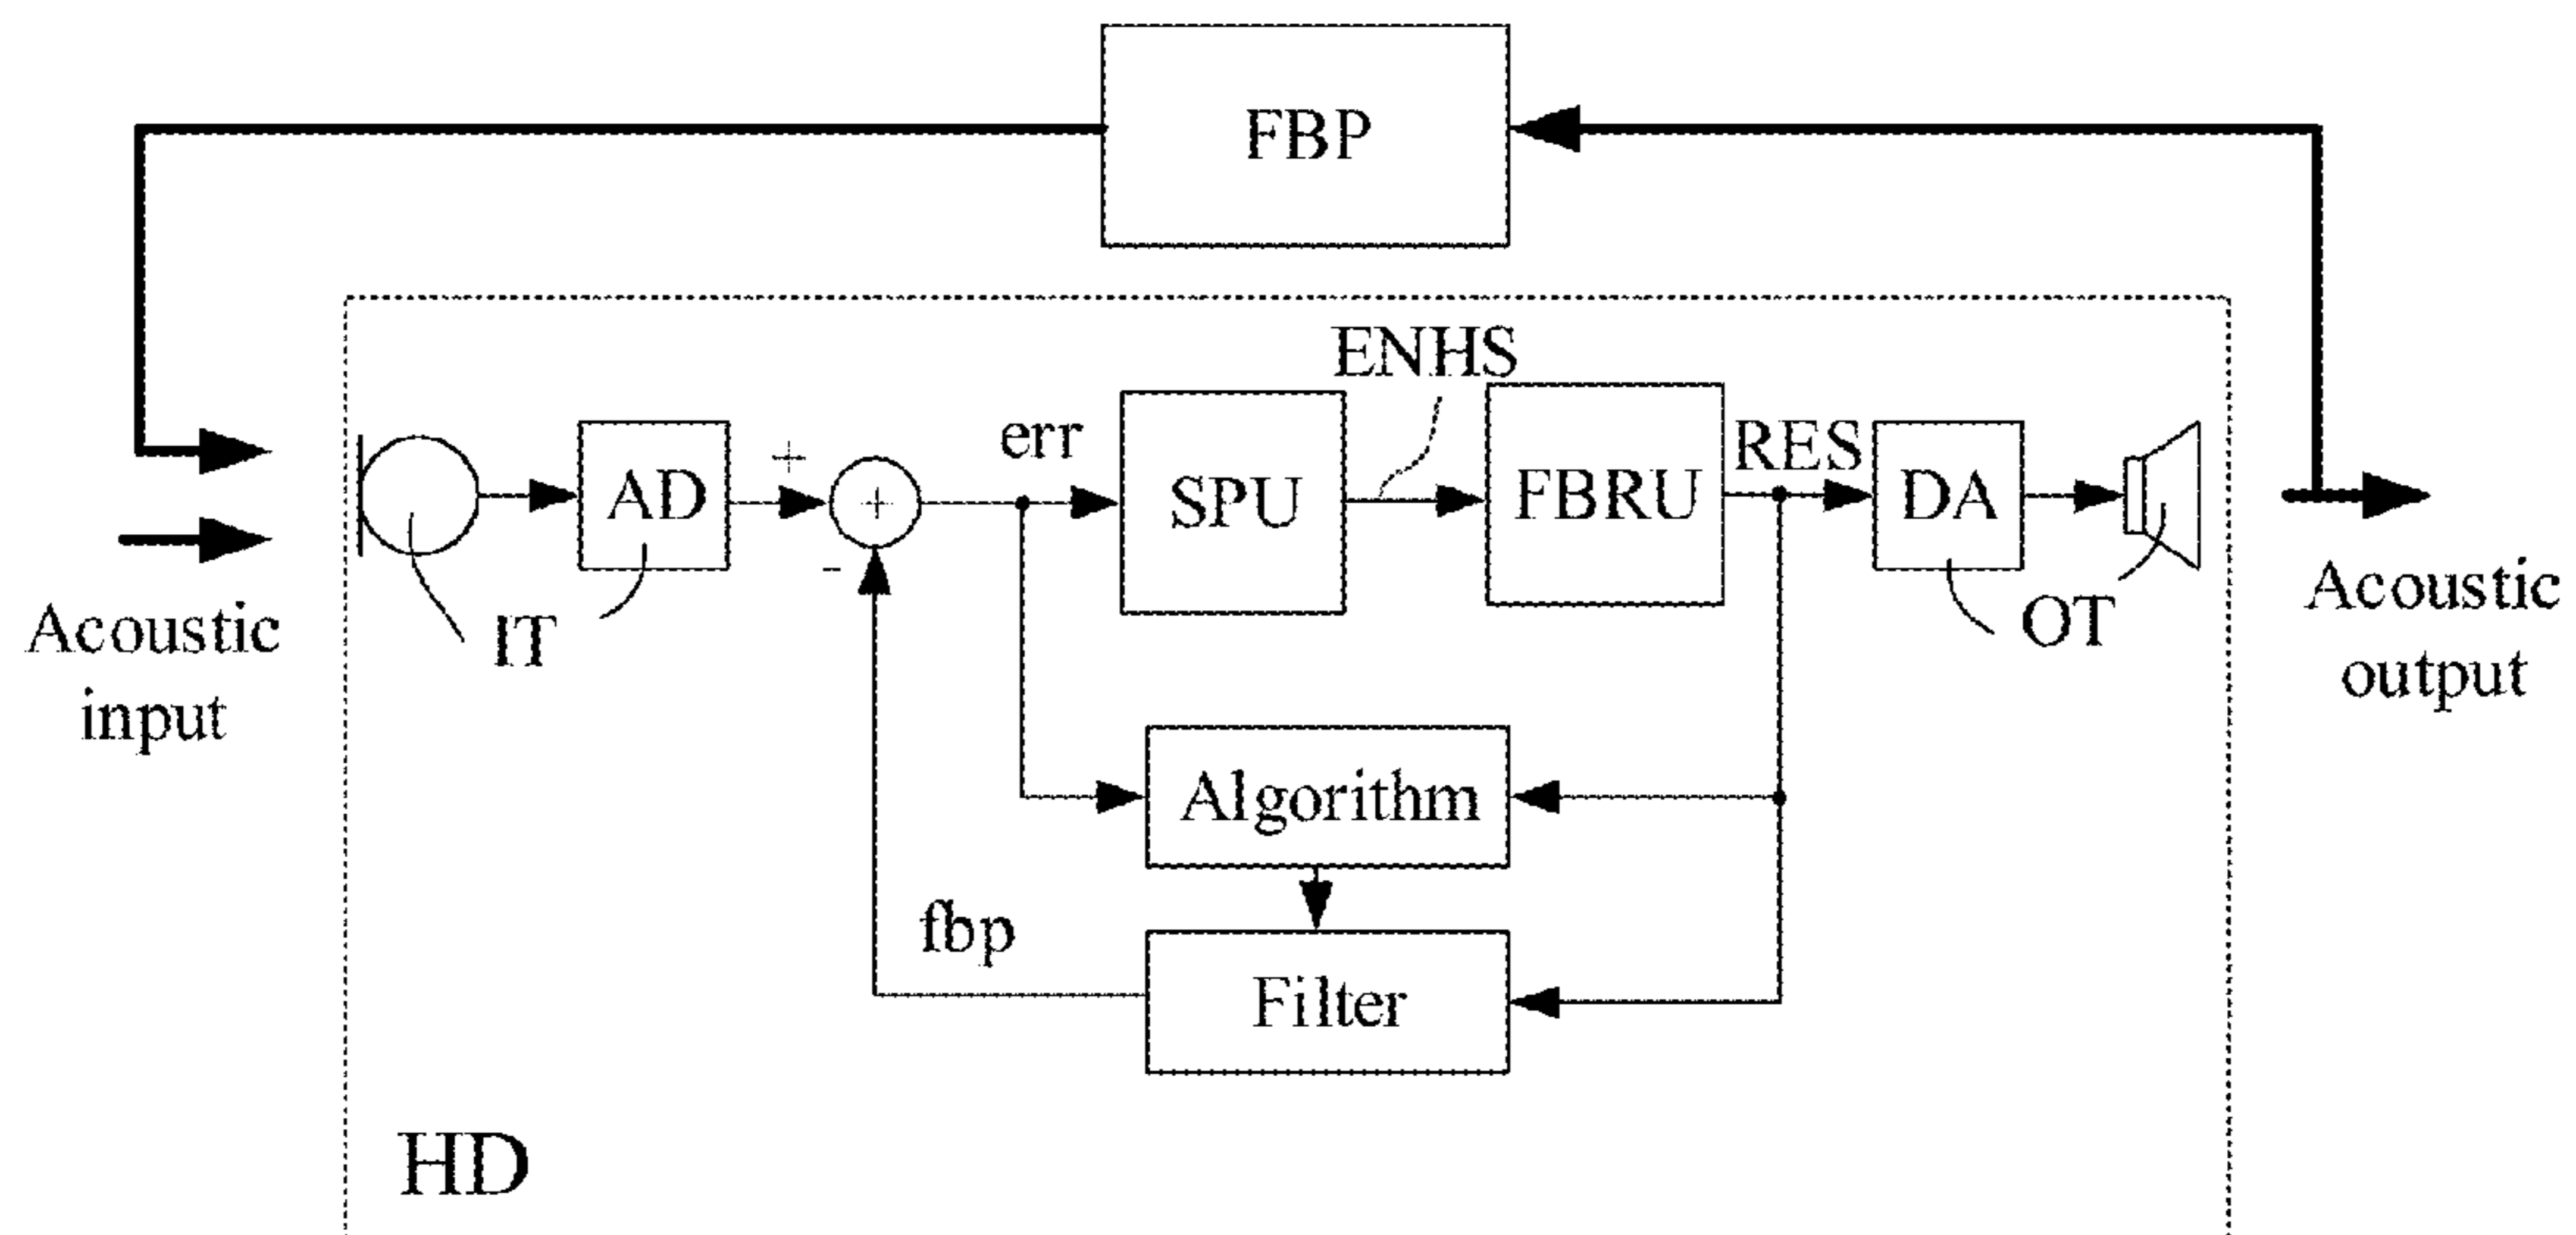 FBP
ENHS
err
RES
+
AD
+
SPU
FBRU
DA
-
Acoustic
input
IT
OT
Acoustic
output
Algorithm
fbp
Filter
HD